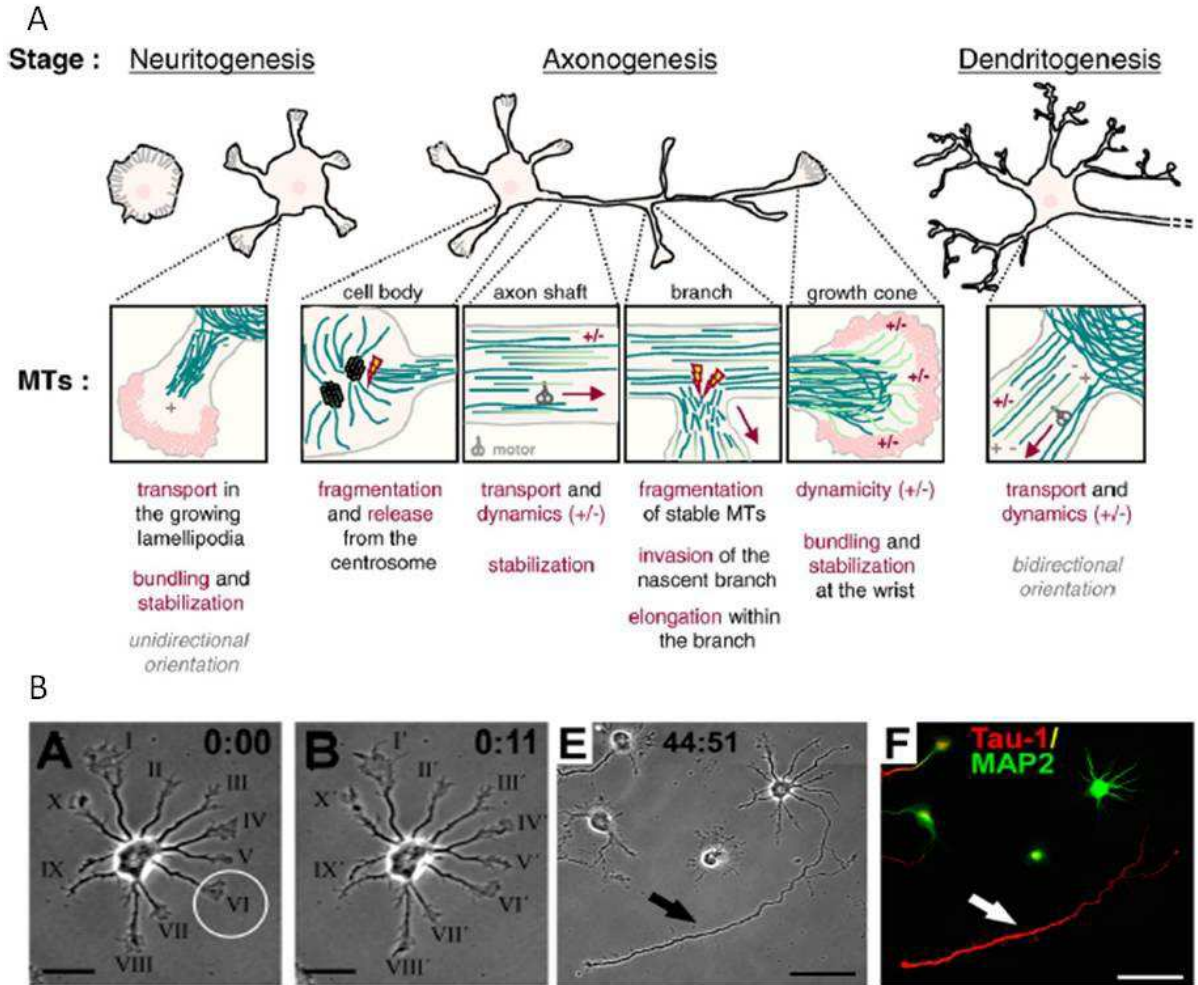 A
Stage : Neuritogenesis Axonogenesis Dendritogenesis
cell body axon shaft branch growth cone
MTs :
+
+/-
motor
+/-
+/-
+/-
+/-
- +
+ -
transport in
the growing
lamellipodia
bundling and
stabilization
unidirectional
orientation
fragmentation
and release
from the
centrosome
transport and
dynamics (+/-)
stabilization
fragmentation
of stable MTs
invasion of the
nascent branch
elongation within
the branch
dynamicity (+/-)
bundling and
stabilization
at the wrist
transport and
dynamics (+/-)
bidirectional
orientation
B
A 0:00
I
II
III
X
IV
IX
V
VI
VII
VIII
B 0:11
I´
II´
III´
X´
IV´
IX´
V´
VI´
VII´
VIII´
E 44:51
F Tau-1/
MAP2